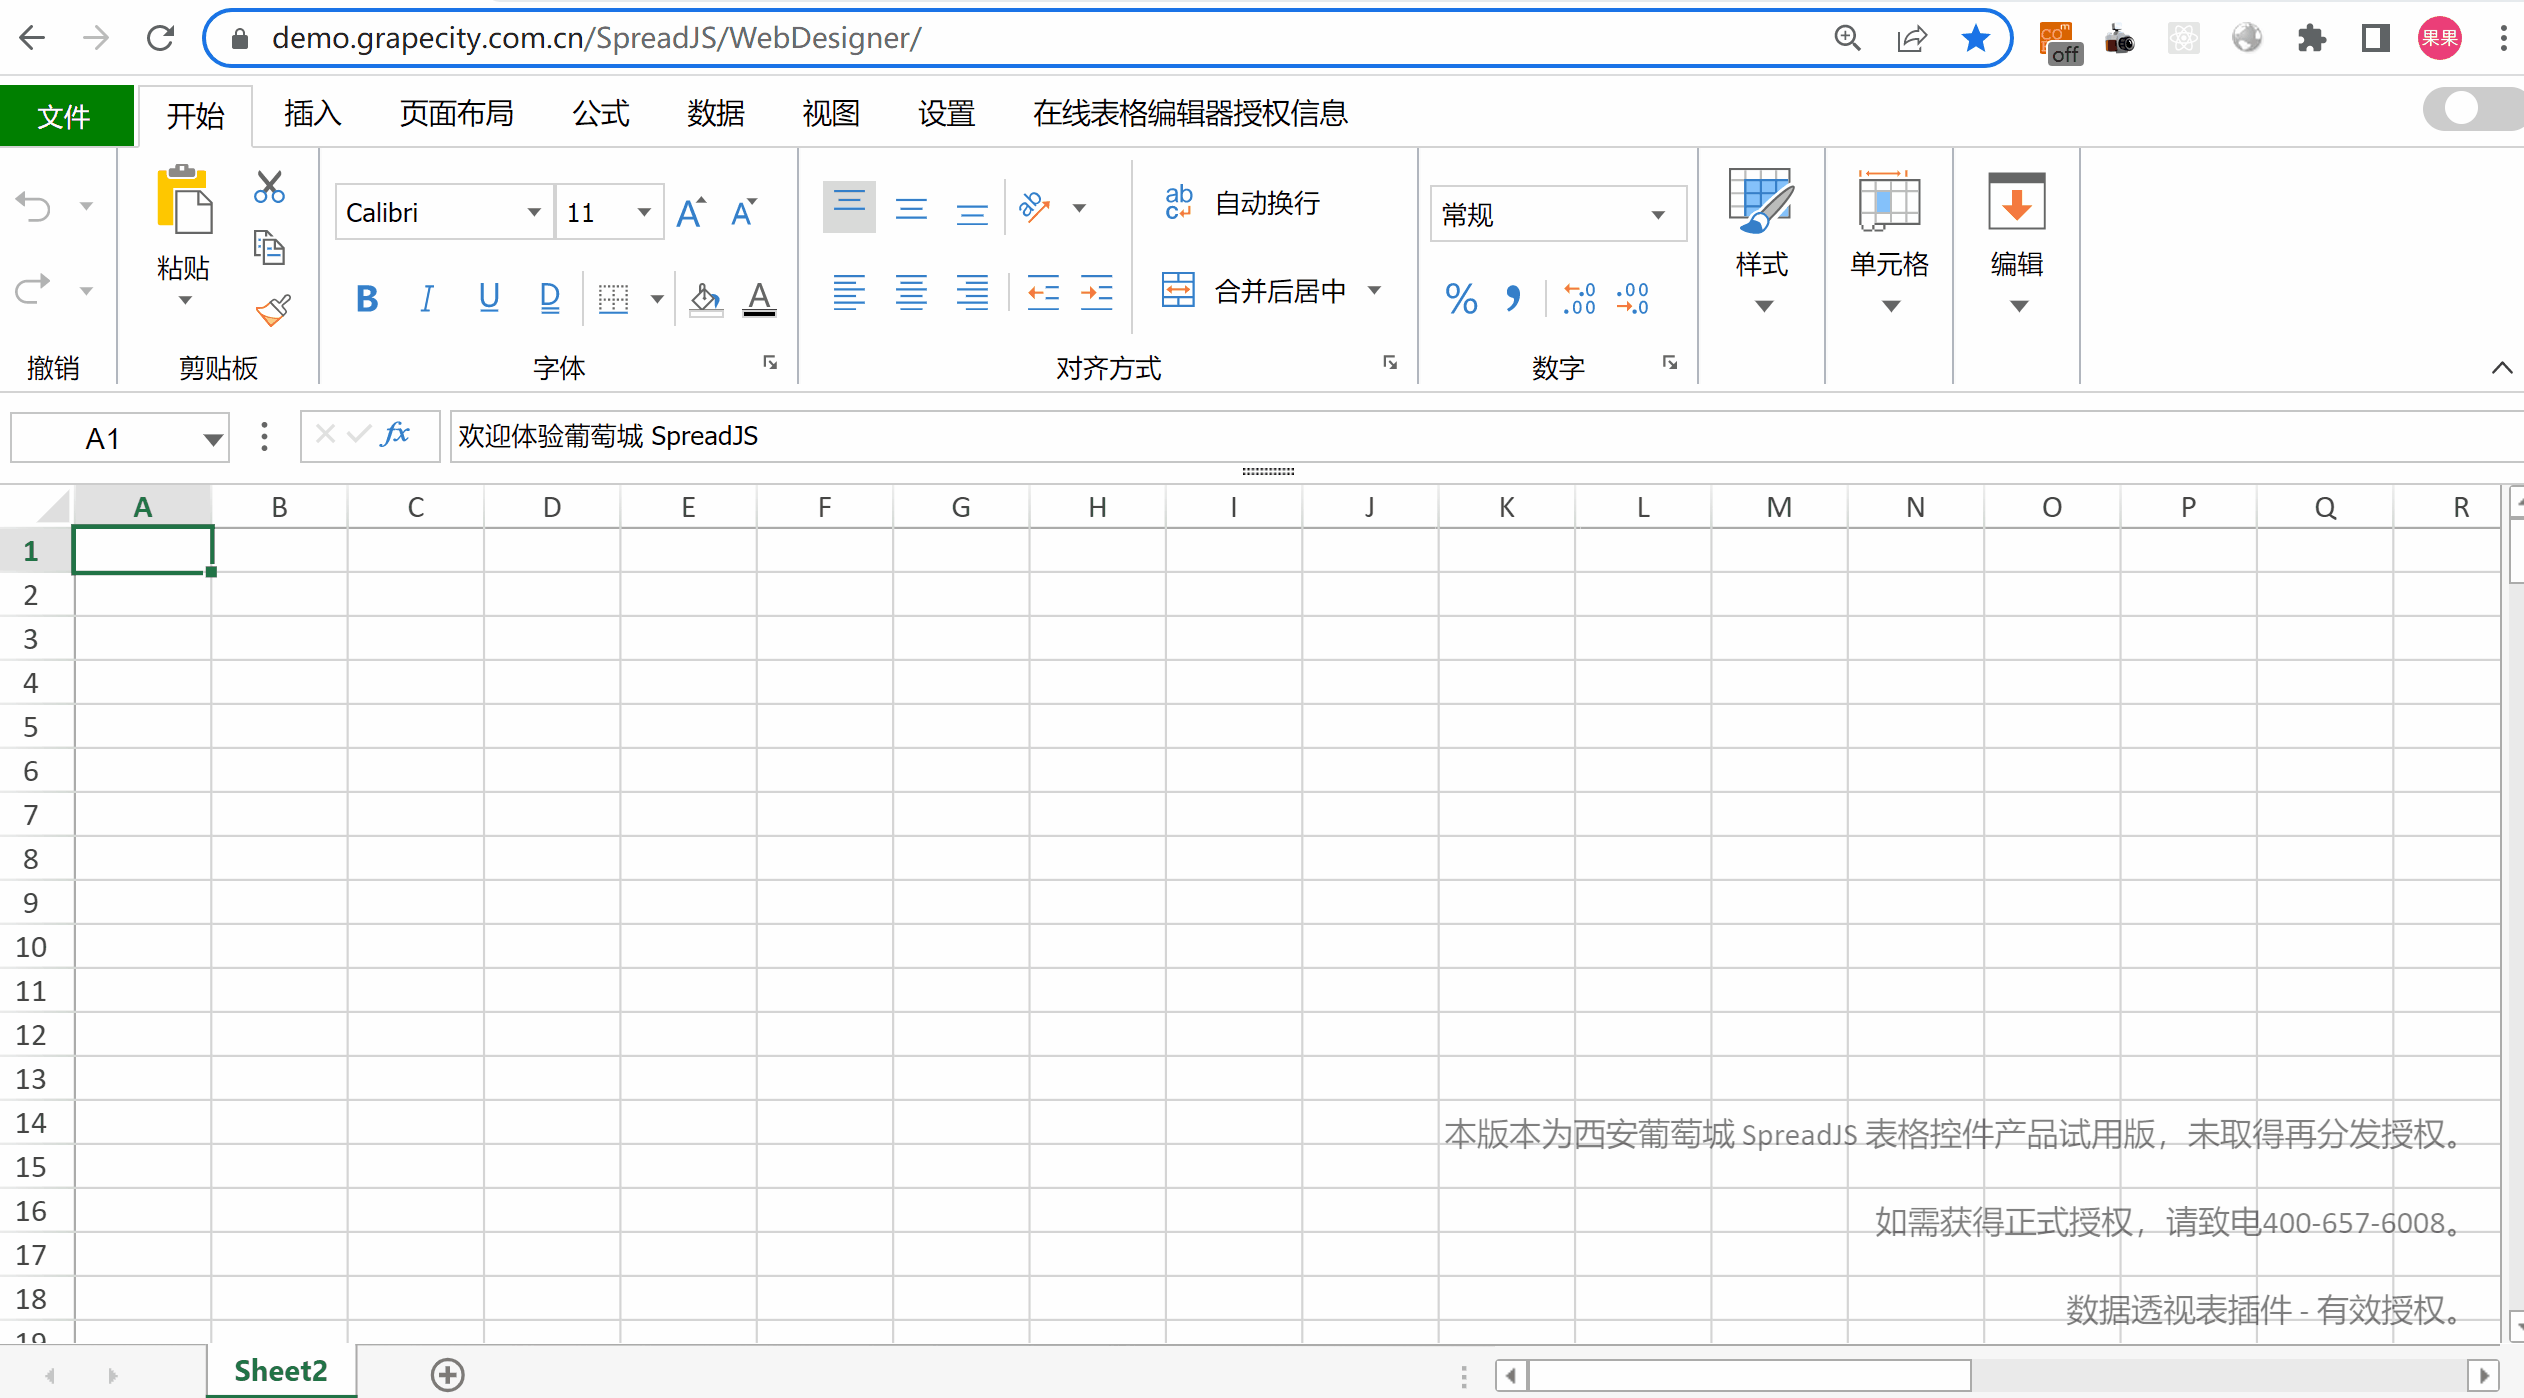 demo.grapecity.com.cn/SpreadJS/WebDesigner/
off
果果
文件 开始 插入 页面布局 公式 数据 视图 设置 在线表格编辑器授权信息
粘贴
Calibri 11
B I U D A
ab 自动换行
合并后居中
常规
% , .0 .00 .00 .0
样式 单元格 编辑
撤销 剪贴板 字体 对齐方式 数字
A1 fx 欢迎体验葡萄城 SpreadJS
A B C D E F G H I J K L M N O P Q R
1
2
3
4
5
6
7
8
9
10
11
12
13
14
本版本为西安葡萄城 SpreadJS 表格控件产品试用版，未取得再分发授权。
15
16
如需获得正式授权，请致电400-657-6008。
17
18
数据透视表插件 - 有效授权。
19
Sheet2